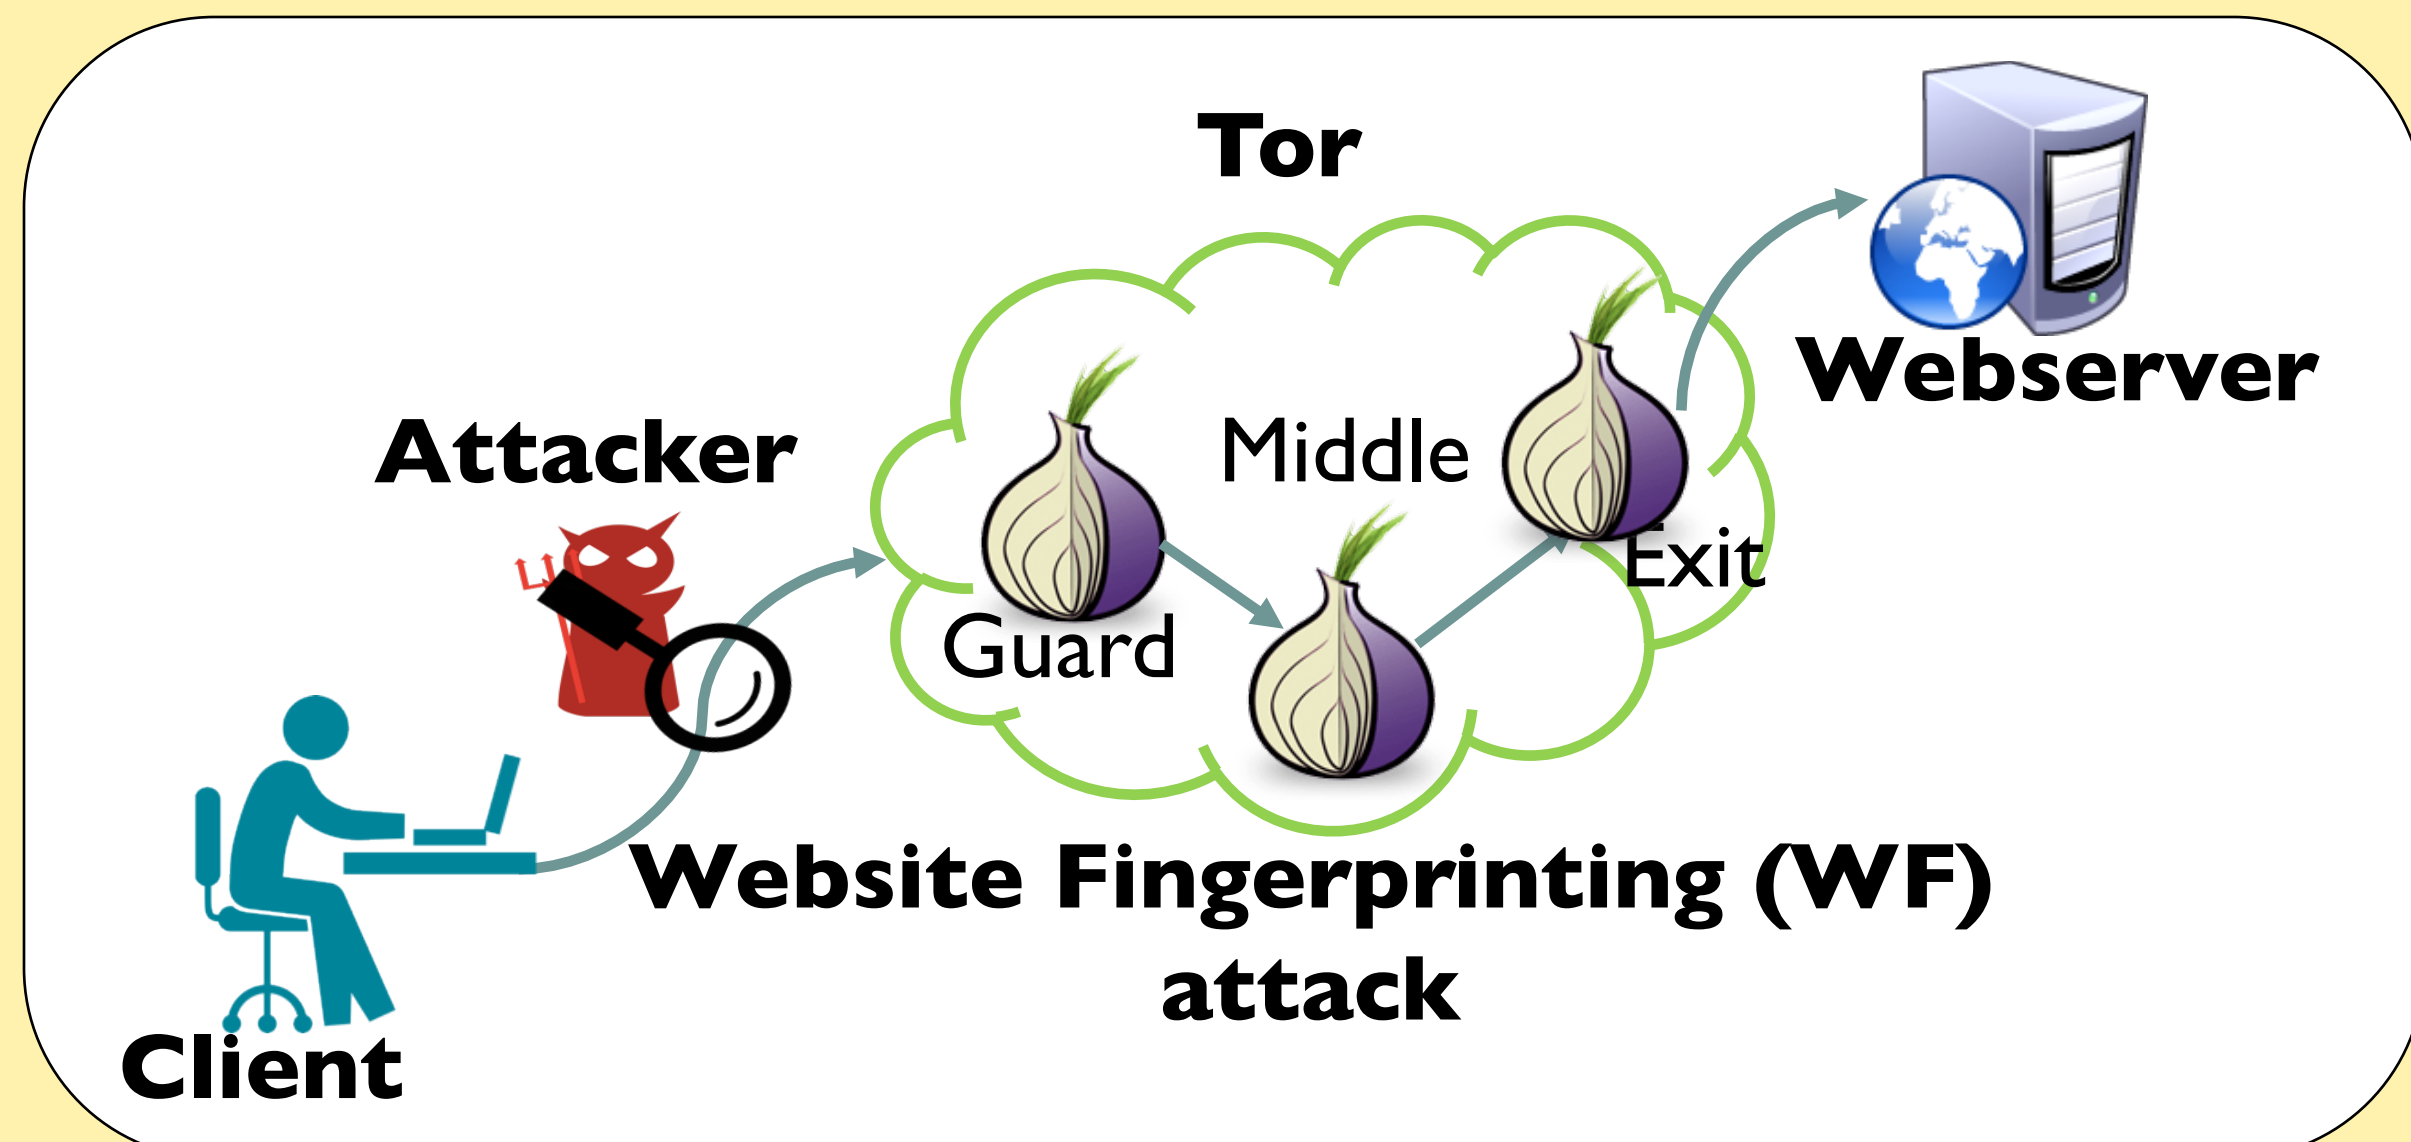 Tor
Webserver
Attacker
Middle
Exit
Guard
Website Fingerprinting (WF)
attack
Client